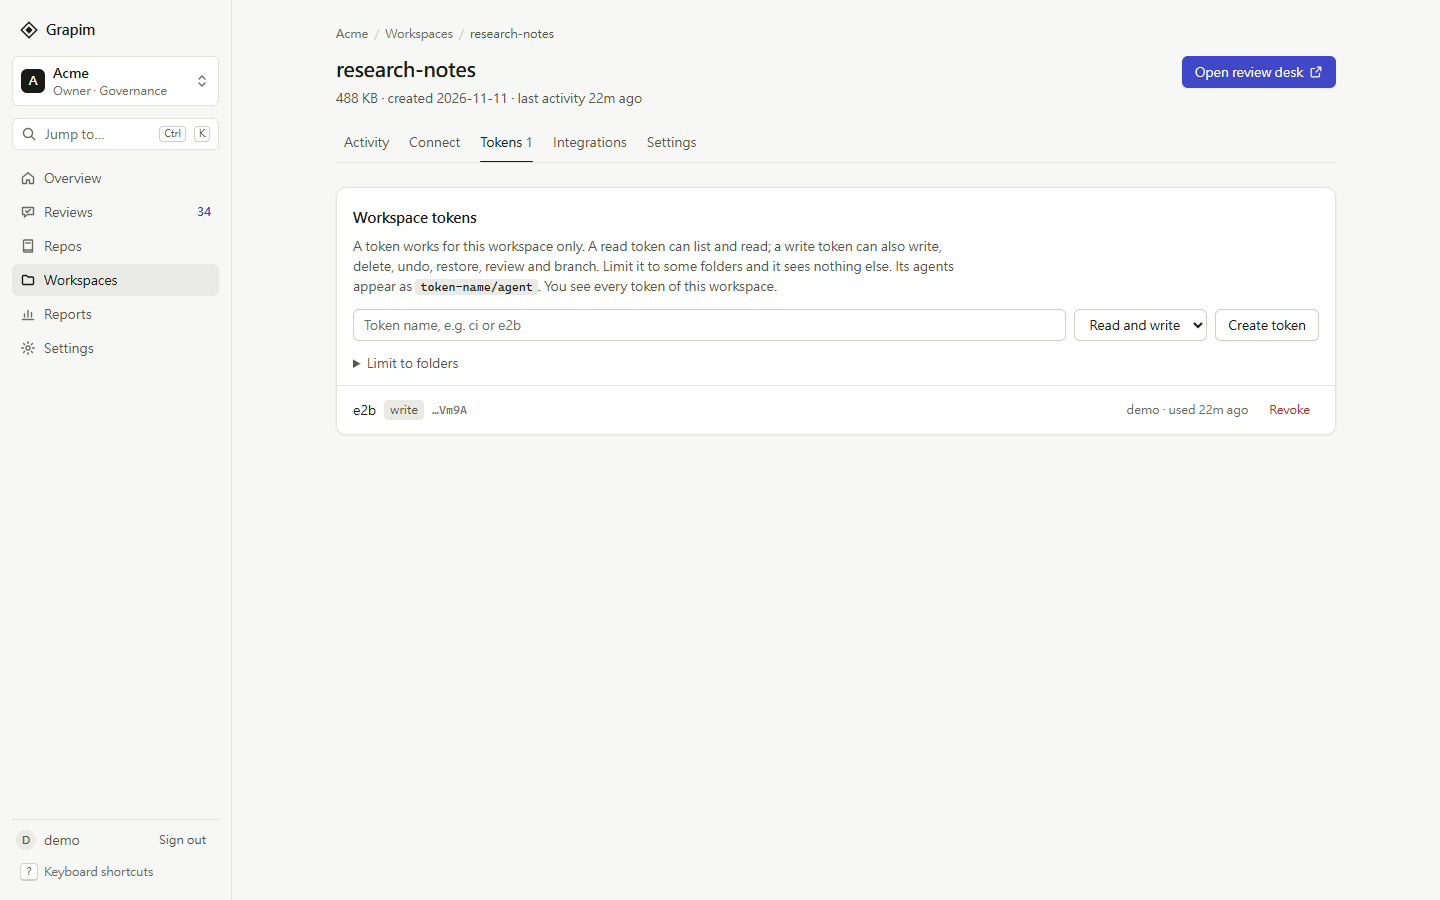 Grapim
A
Acme
Owner · Governance
Jump to...
Ctrl K
Overview
Reviews 34
Repos
Workspaces
Reports
Settings
D demo Sign out
? Keyboard shortcuts
Acme / Workspaces / research-notes
research-notes
488 KB · created 2026-11-11 · last activity 22m ago
Open review desk
Activity Connect Tokens 1 Integrations Settings
Workspace tokens
A token works for this workspace only. A read token can list and read; a write token can also write,
delete, undo, restore, review and branch. Limit it to some folders and it sees nothing else. Its agents
appear as token-name/agent. You see every token of this workspace.
Token name, e.g. ci or e2b
Read and write
Create token
Limit to folders
e2b write …Vm9A demo · used 22m ago Revoke